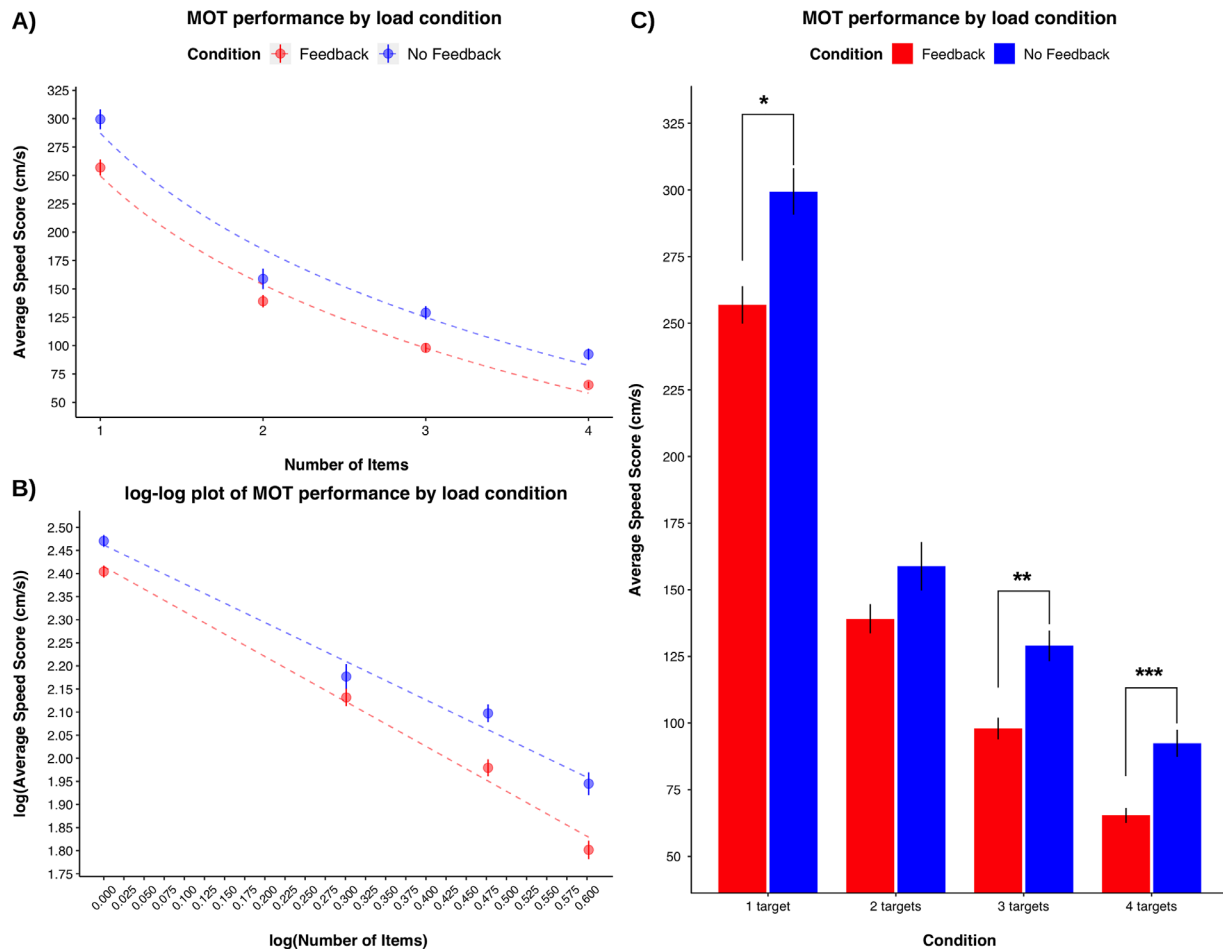 A)
MOT performance by load condition
Condition Feedback No Feedback
Average Speed Score (cm/s)
325
300
275
250
225
200
175
150
125
100
75
50
1 2 3 4
Number of Items
B)
log-log plot of MOT performance by load condition
log(Average Speed Score (cm/s))
2.50
2.45
2.40
2.35
2.30
2.25
2.20
2.15
2.10
2.05
2.00
1.95
1.90
1.85
1.80
1.75
0.000 0.025 0.050 0.075 0.100 0.125 0.150 0.175 0.200 0.225 0.250 0.275 0.300 0.325 0.350 0.375 0.400 0.425 0.450 0.475 0.500 0.525 0.550 0.575 0.600
log(Number of Items)
C)
MOT performance by load condition
Condition Feedback No Feedback
Average Speed Score (cm/s)
325
300
275
250
225
200
175
150
125
100
75
50
*
**
***
1 target 2 targets 3 targets 4 targets
Condition